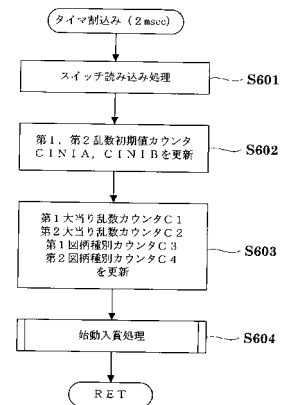 タイマ割込み（２msec）
スイッチ読み込み処理
S601
第１，第２乱数初期値カウンタ
ＣＩＮＩＡ，ＣＩＮＩＢを更新
S602
第１大当り乱数カウンタＣ１
第２大当り乱数カウンタＣ２
第１図柄種別カウンタＣ３
第２図柄種別カウンタＣ４
を更新
S603
始動入賞処理
S604
ＲＥＴ